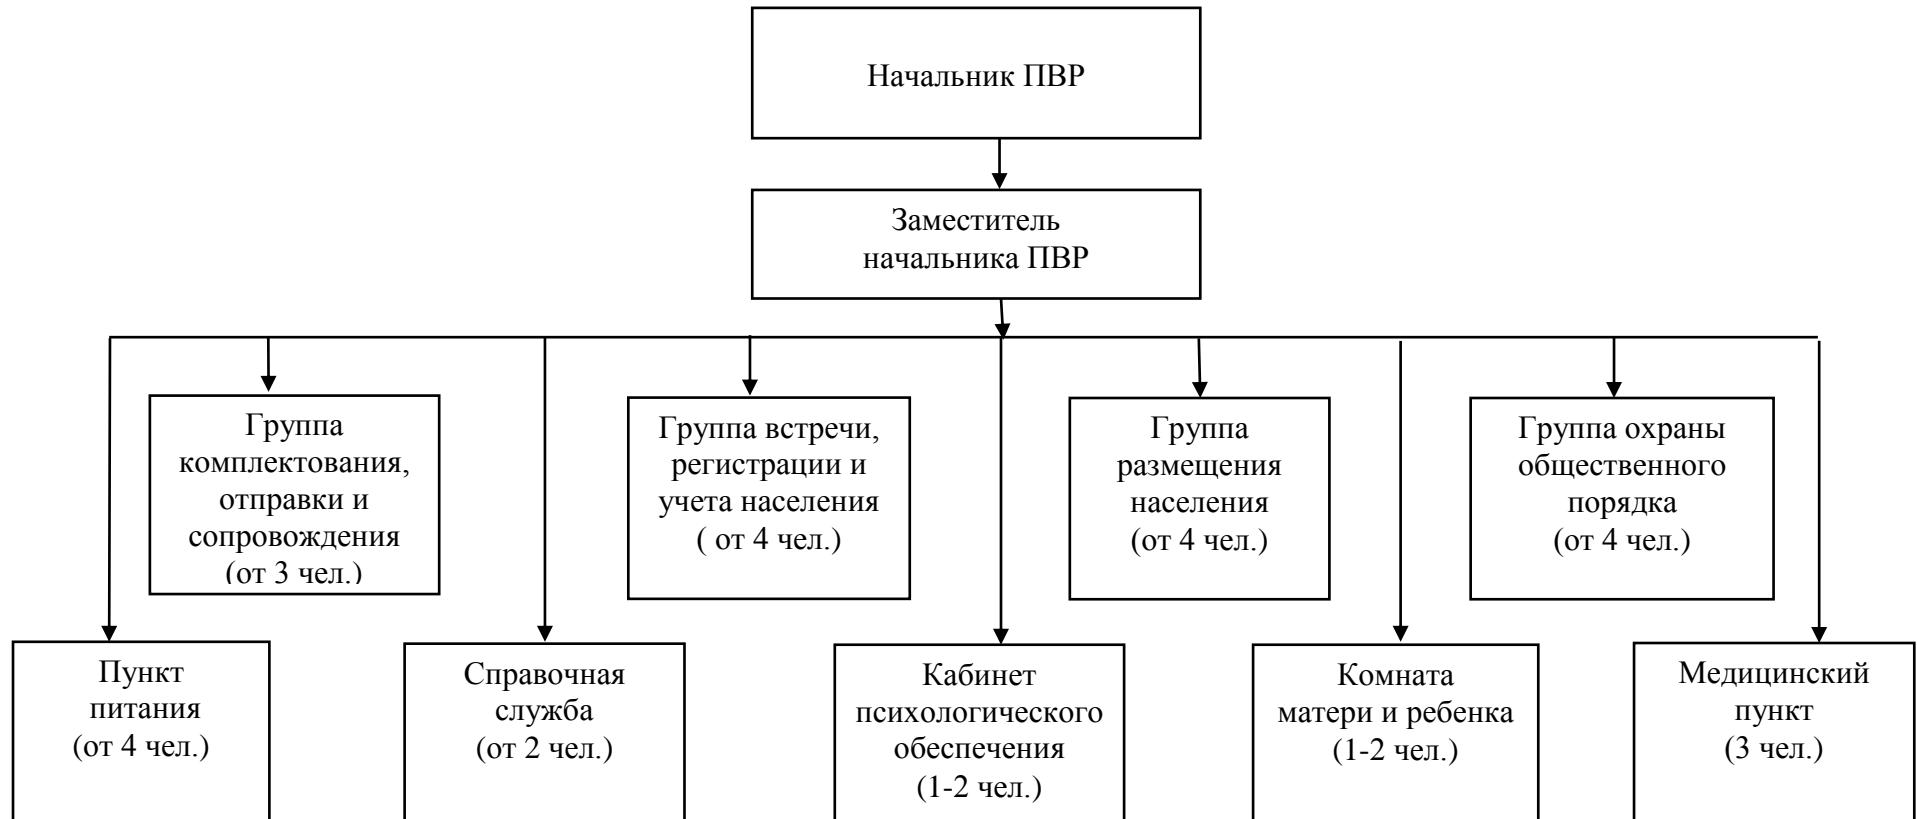 Начальник ПВР
Заместитель
начальника ПВР
Группа
комплектования,
отправки и
сопровождения
(от 3 чел.)
Группа встречи,
регистрации и
учета населения
( от 4 чел.)
Группа
размещения
населения
(от 4 чел.)
Группа охраны
общественного
порядка
(от 4 чел.)
Пункт
питания
(от 4 чел.)
Справочная
служба
(от 2 чел.)
Кабинет
психологического
обеспечения
(1-2 чел.)
Комната
матери и ребенка
(1-2 чел.)
Медицинский
пункт
(3 чел.)